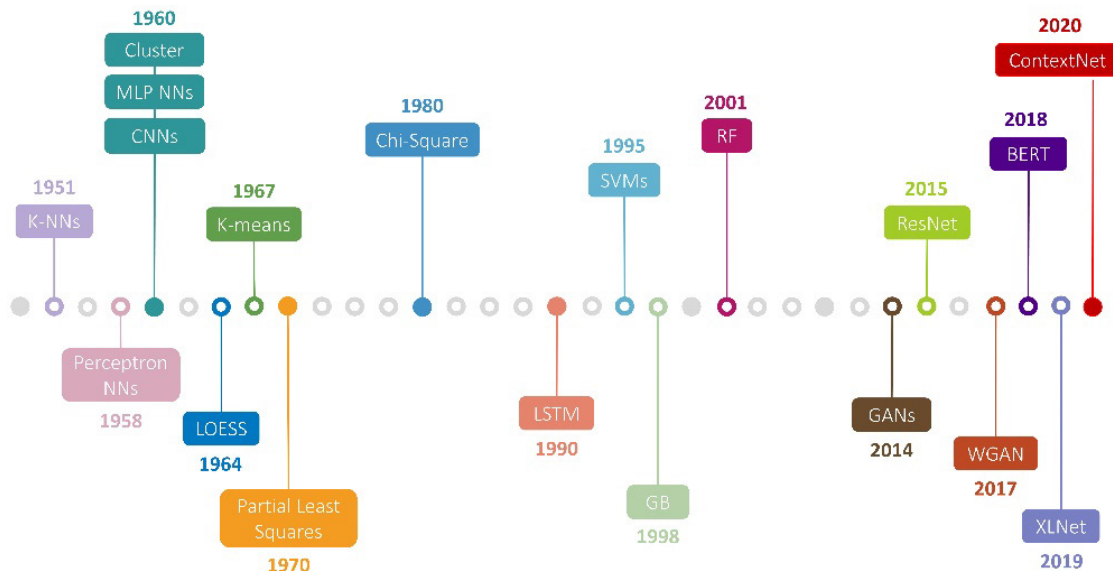 1960
Cluster
MLP NNs
CNNs
1951
K-NNs
1967
K-means
1980
Chi-Square
1995
SVMs
2001
RF
2015
ResNet
2018
BERT
2020
ContextNet
Perceptron
NNs
1958
LOESS
1964
Partial Least
Squares
1970
LSTM
1990
GB
1998
GANs
2014
WGAN
2017
XLNet
2019